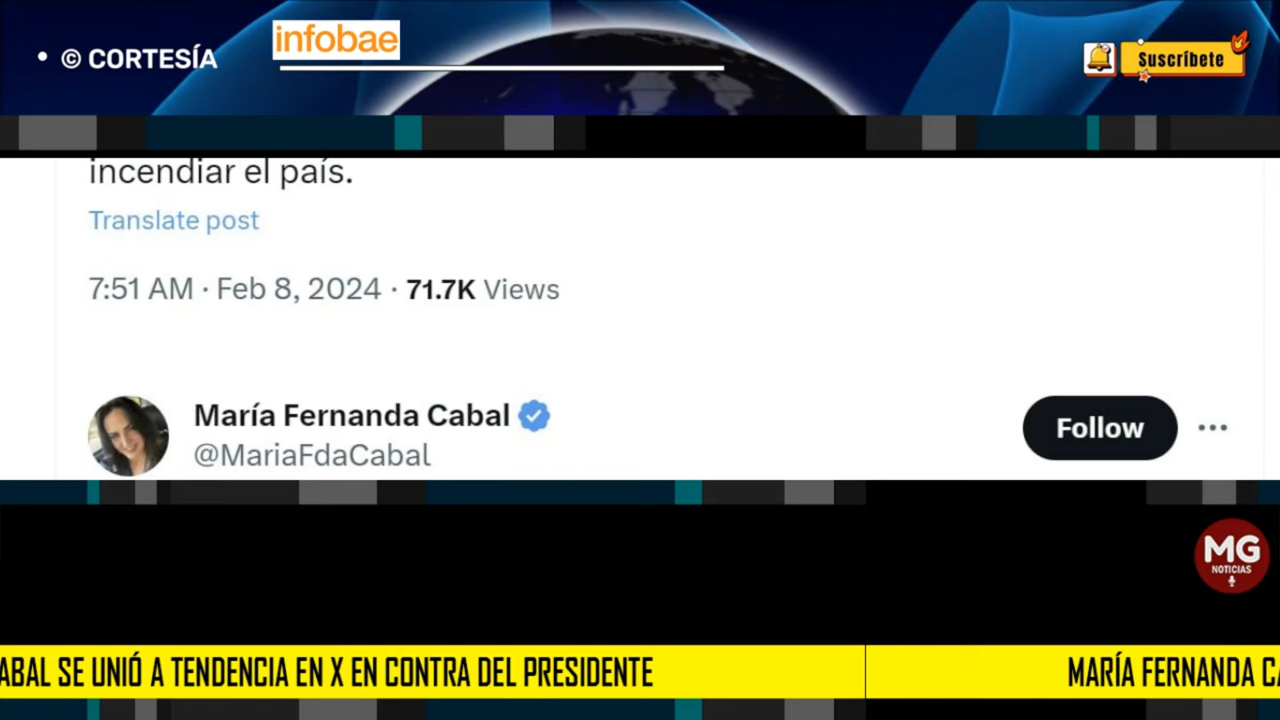 • © CORTESÍA
infobae
Suscríbete
incendiar el país.
Translate post
7:51 AM · Feb 8, 2024 · 71.7K Views
María Fernanda Cabal
@MariaFdaCabal
Follow
MG
NOTICIAS
ABAL SE UNIÓ A TENDENCIA EN X EN CONTRA DEL PRESIDENTE
MARÍA FERNANDA CA